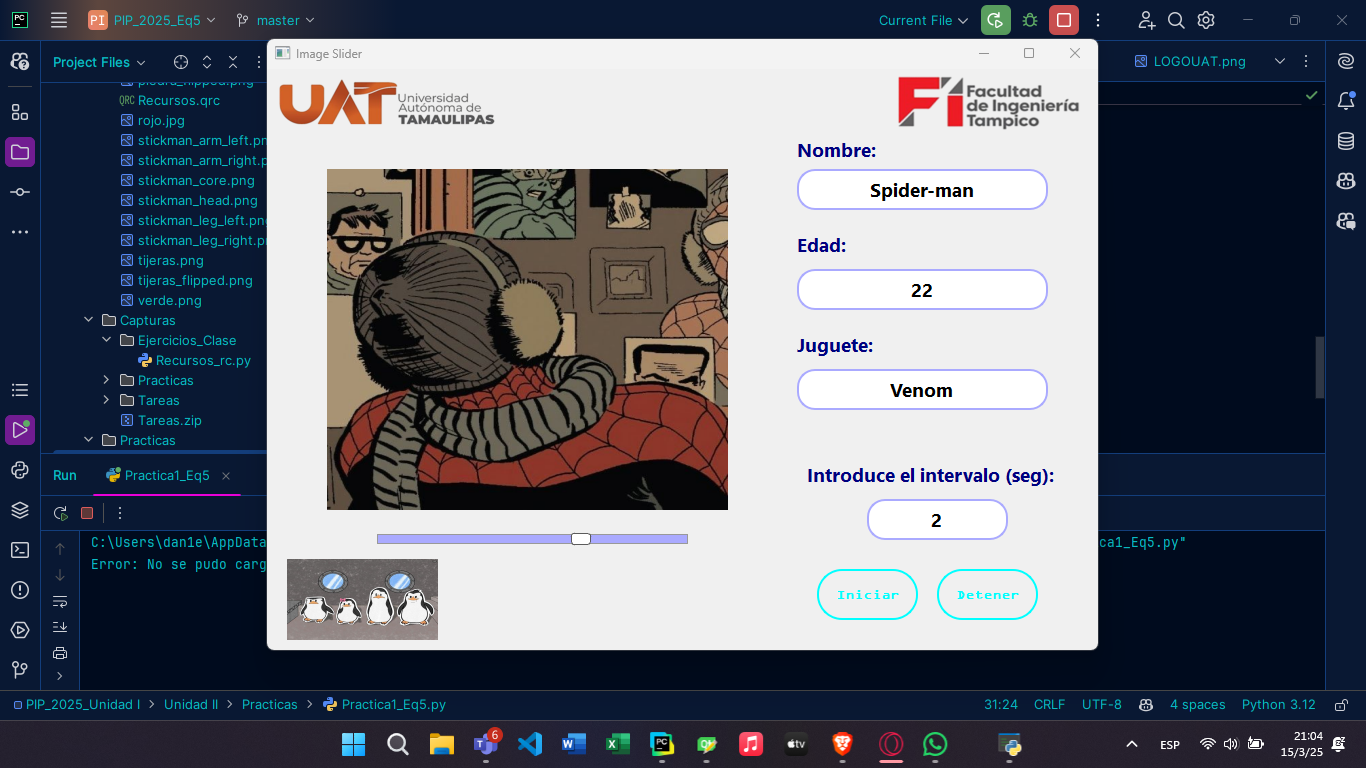 PC
PI PIP_2025_Eq5
master
Current File
Project Files
Image Slider
LOGOUAT.png
Recursos.qrc
rojo.jpg
stickman_arm_left.pn
stickman_arm_right.p
stickman_core.png
stickman_head.png
stickman_leg_left.pn
stickman_leg_right.pn
tijeras.png
tijeras_flipped.png
verde.png
Capturas
Ejercicios_Clase
Recursos_rc.py
Practicas
Tareas
Tareas.zip
Practicas
UAT Universidad
Autónoma de
TAMAULIPAS
Fi Facultad
de Ingeniería
Tampico
Nombre:
Spider-man
Edad:
22
Juguete:
Venom
Introduce el intervalo (seg):
2
Iniciar Detener
Run Practica1_Eq5
C:\Users\dan1e\AppData
ca1_Eq5.py"
Error: No se pudo carg
PIP_2025_Unidad I > Unidad II > Practicas > Practica1_Eq5.py
31:24 CRLF UTF-8 4 spaces Python 3.12
6
PC
tv
ESP
21:04
15/3/25